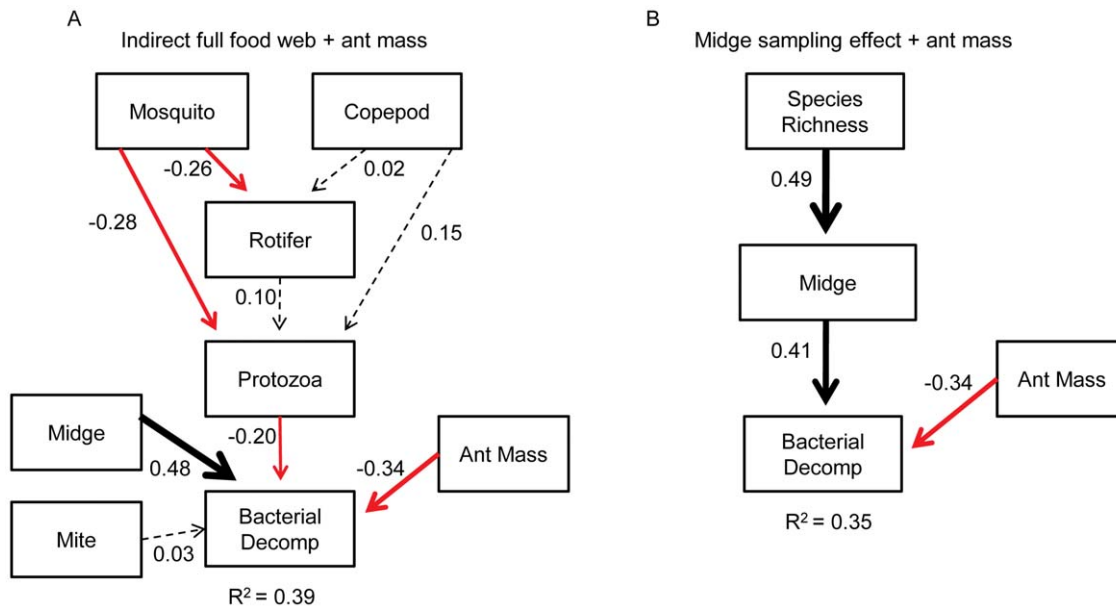 A
Indirect full food web + ant mass
Mosquito
Copepod
-0.26
0.02
-0.28
Rotifer
0.15
0.10
Protozoa
Midge
-0.20
0.48
-0.34
Ant Mass
Mite
0.03
Bacterial
Decomp
R² = 0.39
B
Midge sampling effect + ant mass
Species
Richness
0.49
Midge
0.41
-0.34
Ant Mass
Bacterial
Decomp
R² = 0.35